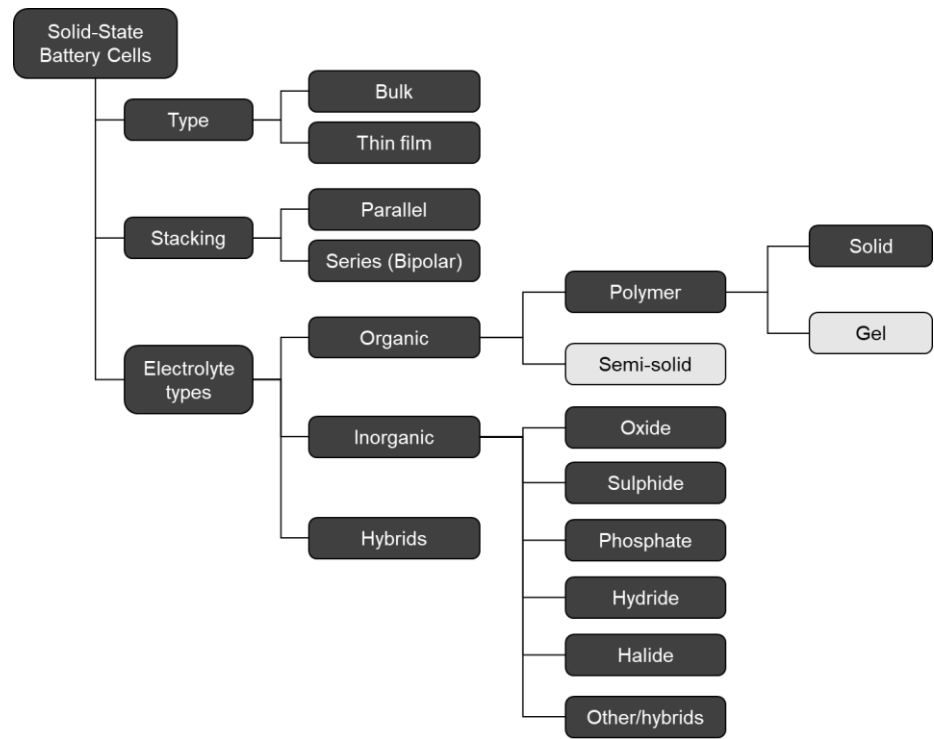 Solid-State
Battery Cells
Type
Bulk
Thin film
Stacking
Parallel
Series (Bipolar)
Electrolyte
types
Organic
Polymer
Solid
Gel
Semi-solid
Inorganic
Oxide
Sulphide
Phosphate
Hydride
Halide
Other/hybrids
Hybrids